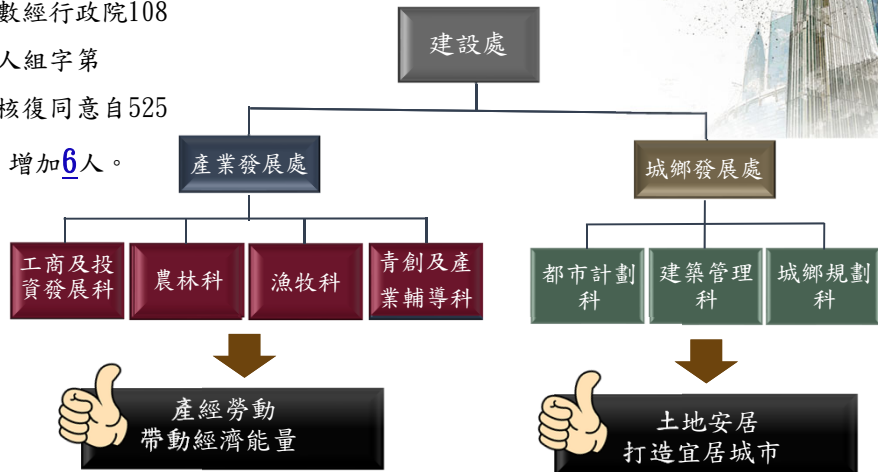 數經行政院108
人組字第
核復同意自525
增加6人。
建設處
產業發展處
城鄉發展處
工商及投
資發展科
農林科
漁牧科
青創及產
業輔導科
都市計劃
科
建築管理
科
城鄉規劃
科
產經勞動
帶動經濟能量
土地安居
打造宜居城市